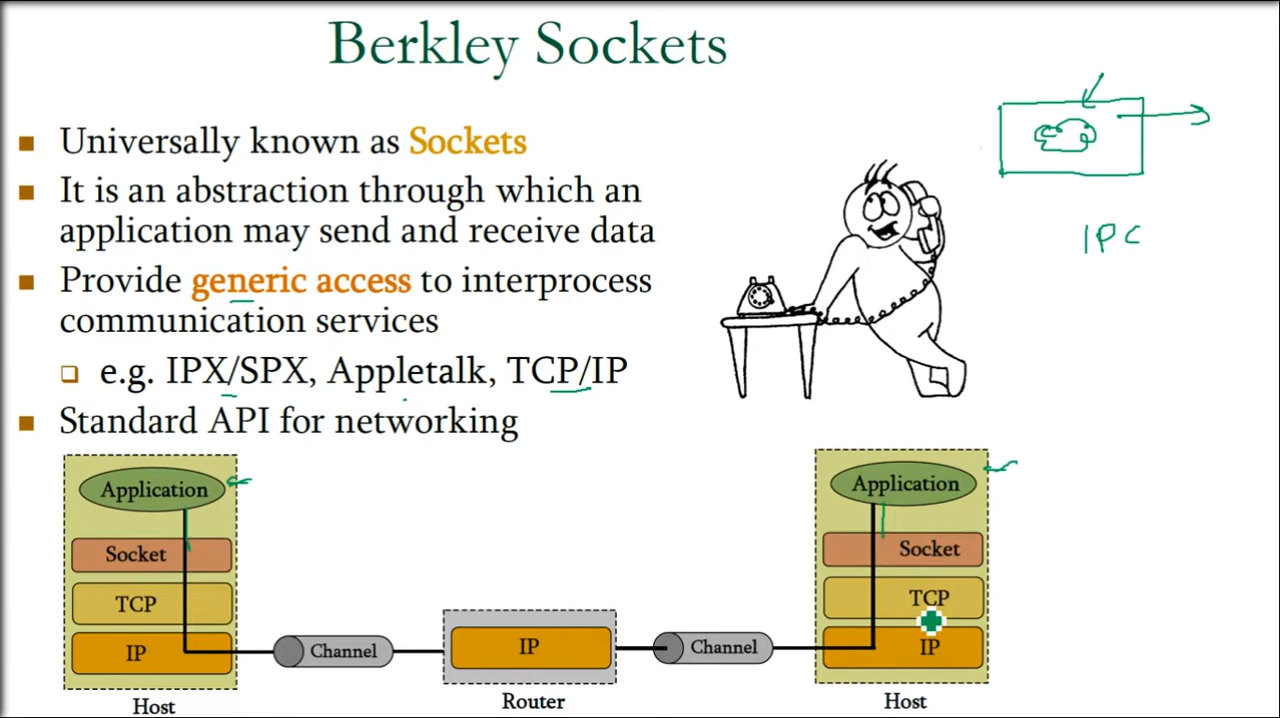 Berkley Sockets
Universally known as Sockets
It is an abstraction through which an
application may send and receive data
Provide generic access to interprocess
communication services
e.g. IPX/SPX, Appletalk, TCP/IP
Standard API for networking
IPC
Application
Socket
TCP
IP
Host
Channel
IP
Router
Channel
Application
Socket
TCP
IP
Host